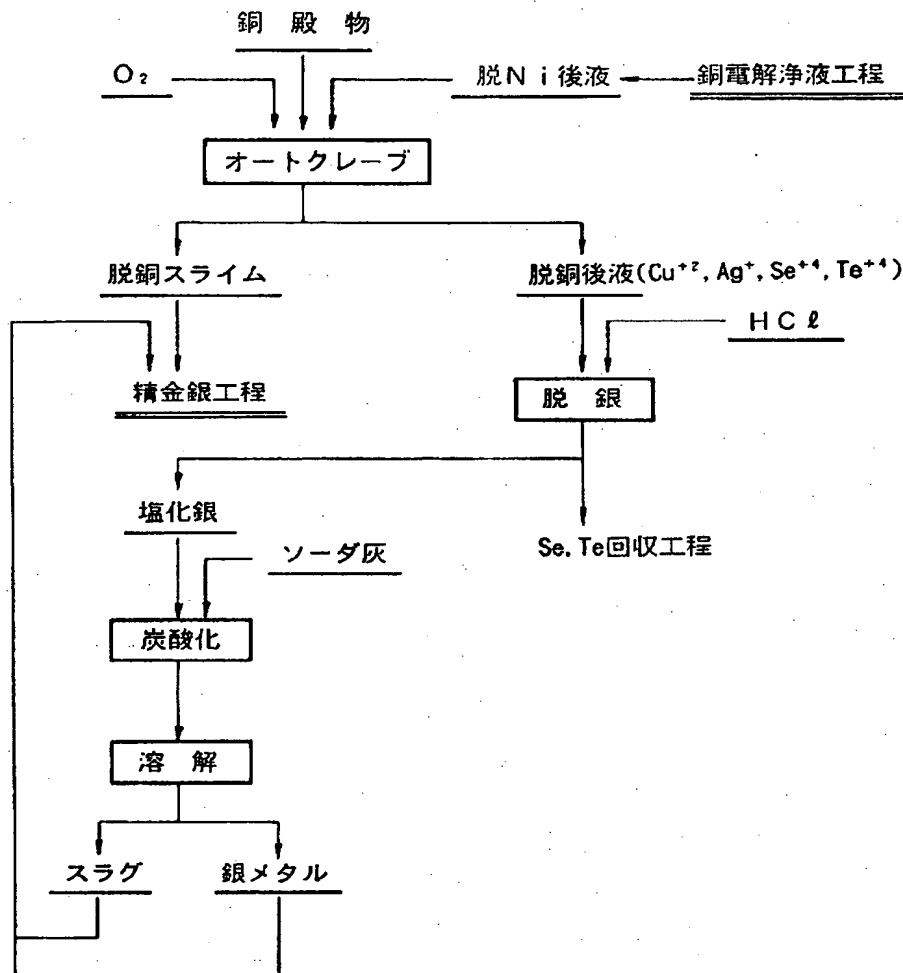 銅殿物
O₂
脱Ni後液
銅電解浄液工程
オートクレーブ
脱銅スライム
脱銅後液(Cu⁺², Ag⁺, Se⁺⁴, Te⁺⁴)
HCℓ
精金銀工程
脱銀
塩化銀
ソーダ灰
Se.Te回収工程
炭酸化
溶解
スラグ
銀メタル